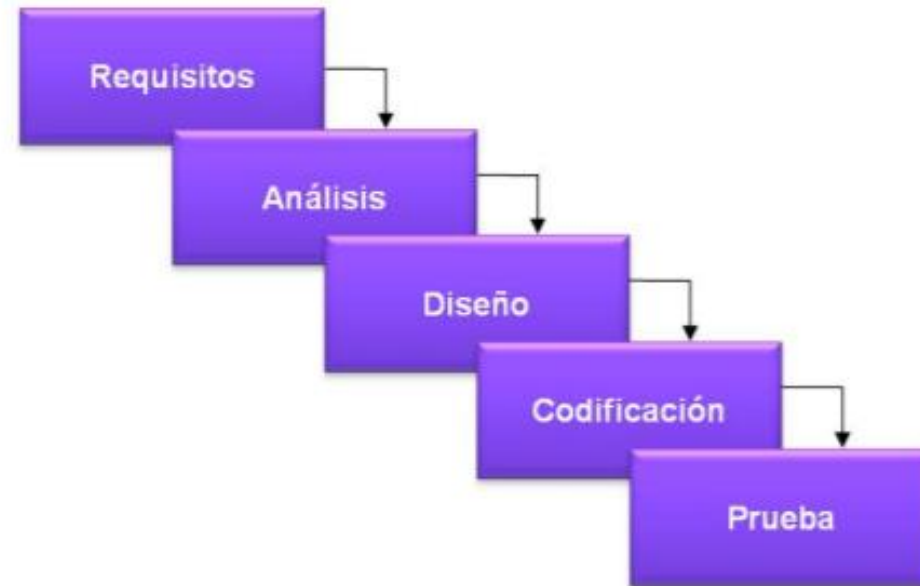 Requisitos
Análisis
Diseño
Codificación
Prueba